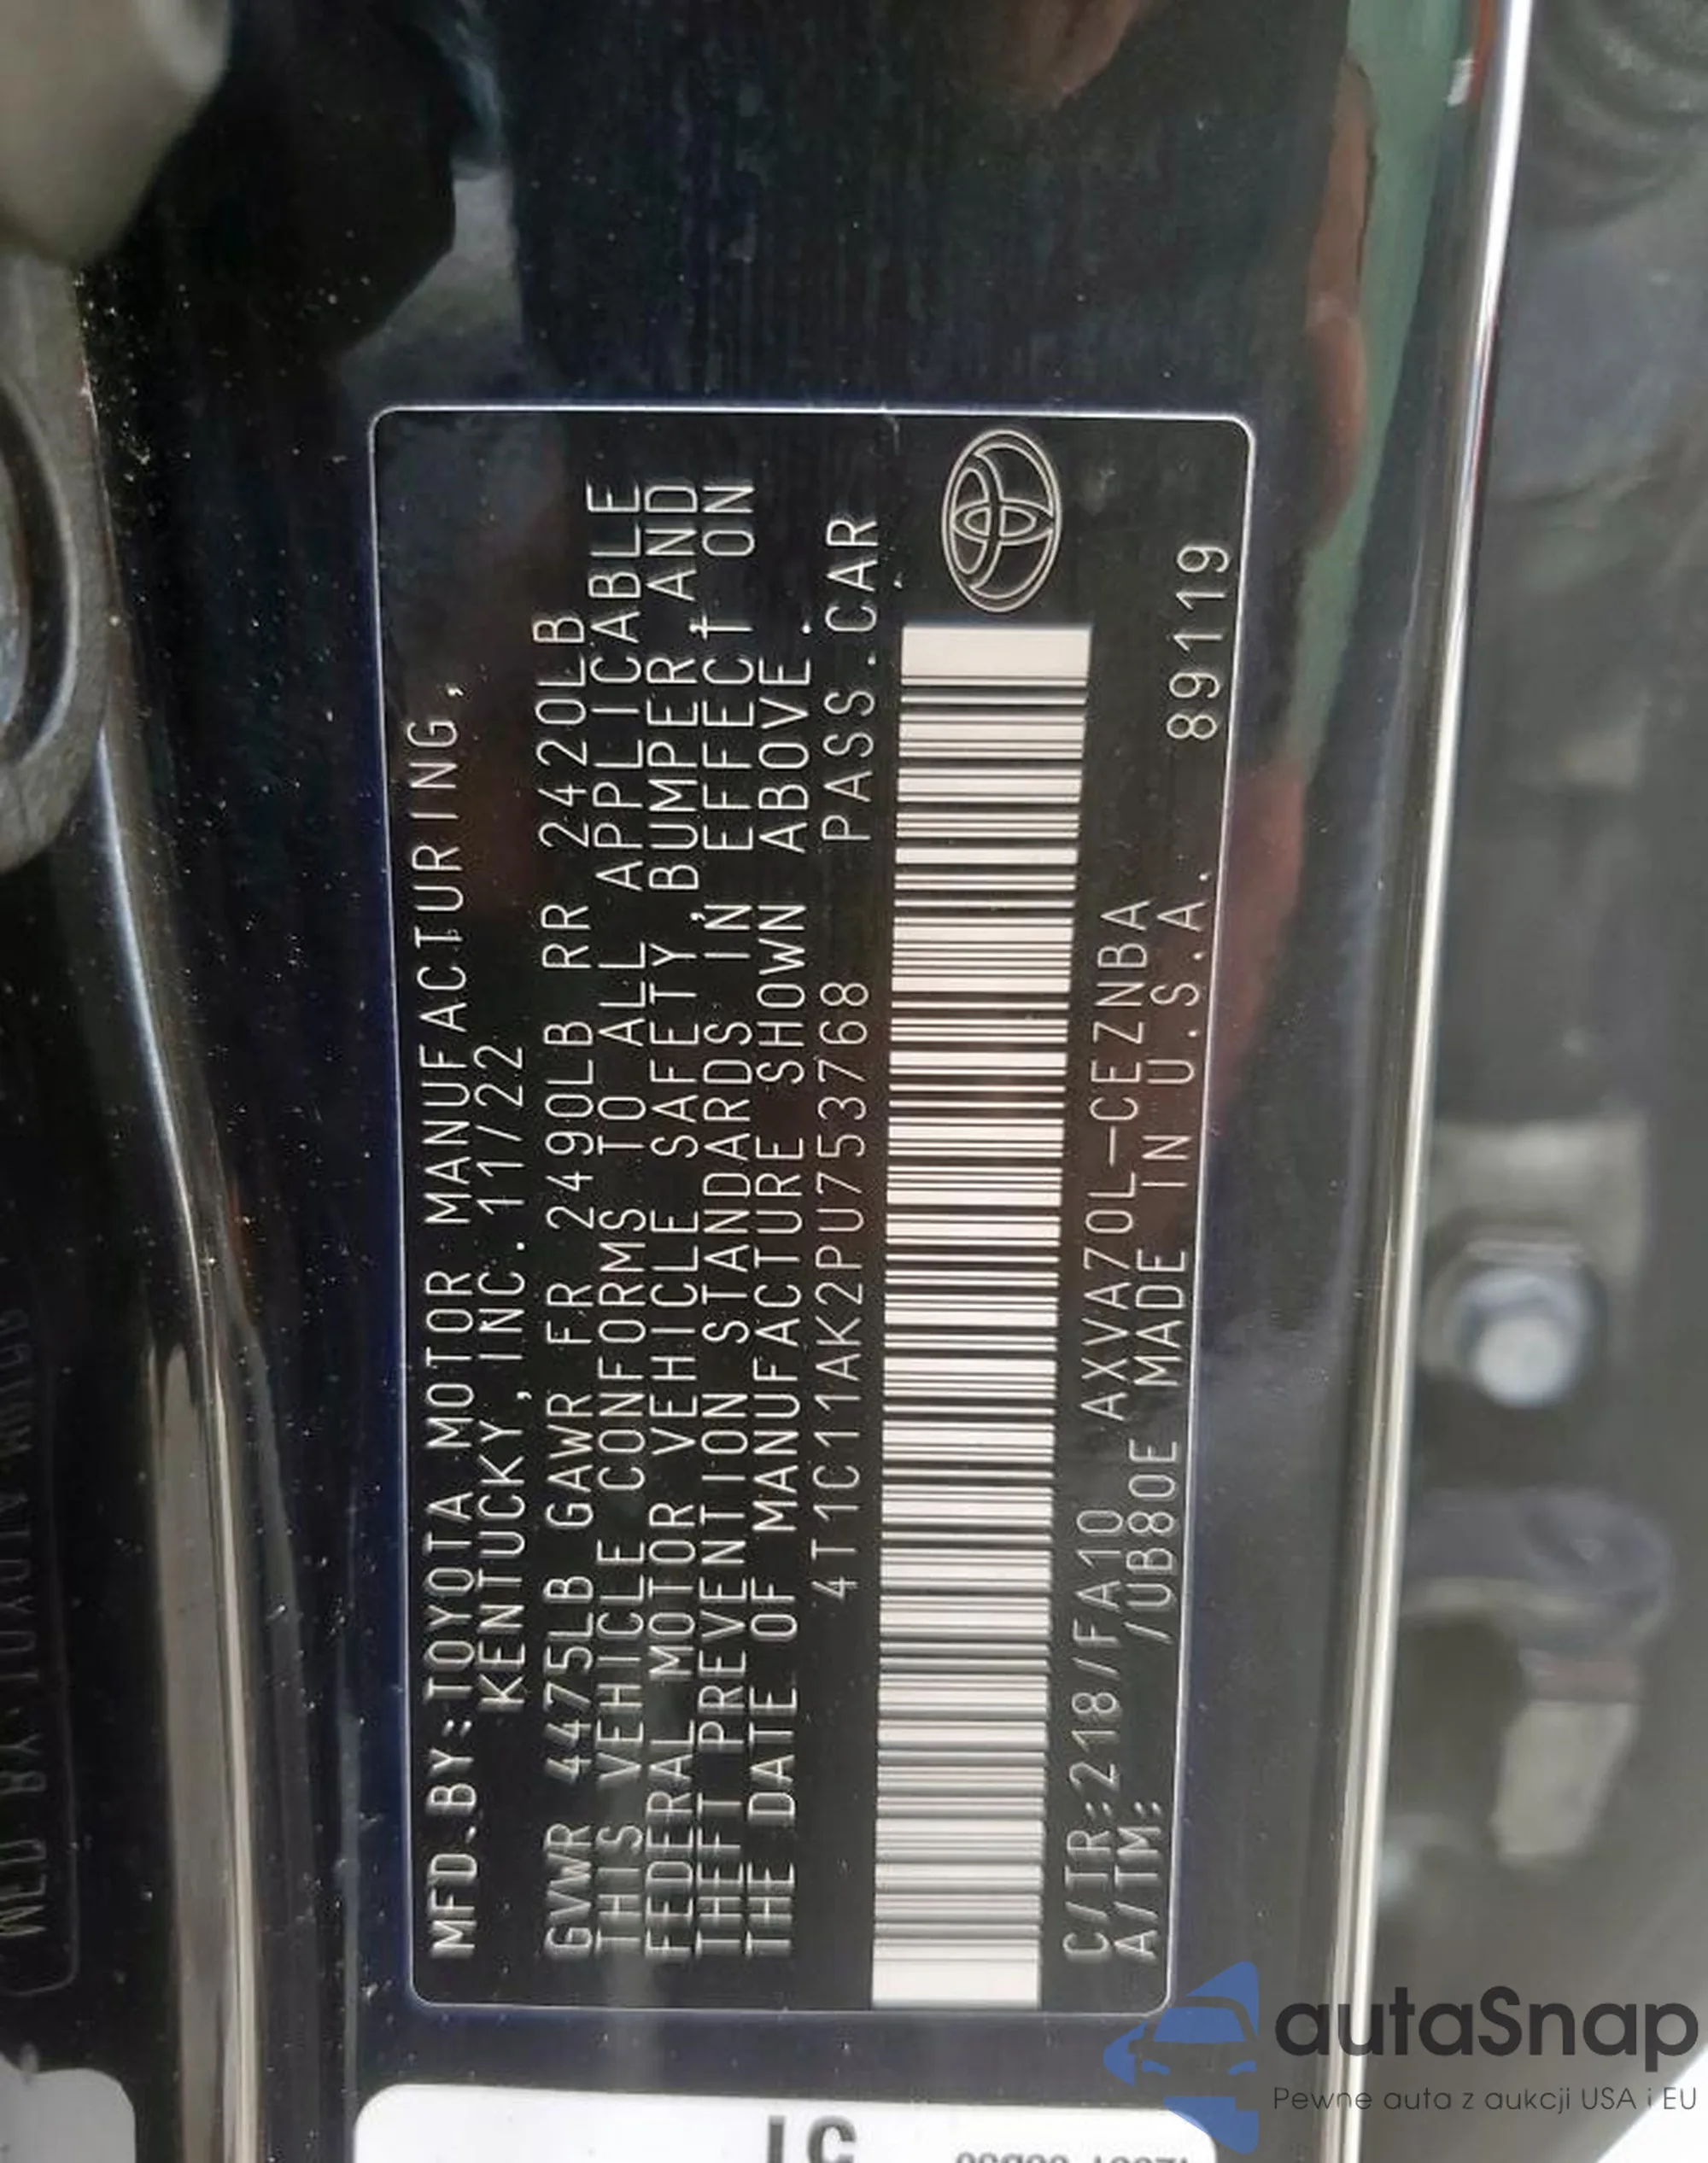 MFD.BY:TOYOTA MOTOR MANUFACTURING,
KENTUCKY, INC. 11/22
GVWR 4475LB GAWR FR 2490LB RR 2420LB
THIS VEHICLE CONFORMS TO ALL APPLICABLE
FEDERAL MOTOR VEHICLE SAFETY, BUMPER, AND
THEFT PREVENTION STANDARDS IN EFFECT ON
THE DATE OF MANUFACTURE SHOWN ABOVE.
4T1C11AK2PU753768 PASS.CAR
C/IR:218/FA10 AXVA70L-CEZNBA
A/IM: /UB80E MADE IN U.S.A. 89119
autaSnap
Pewne auta z aukcji USA i EU